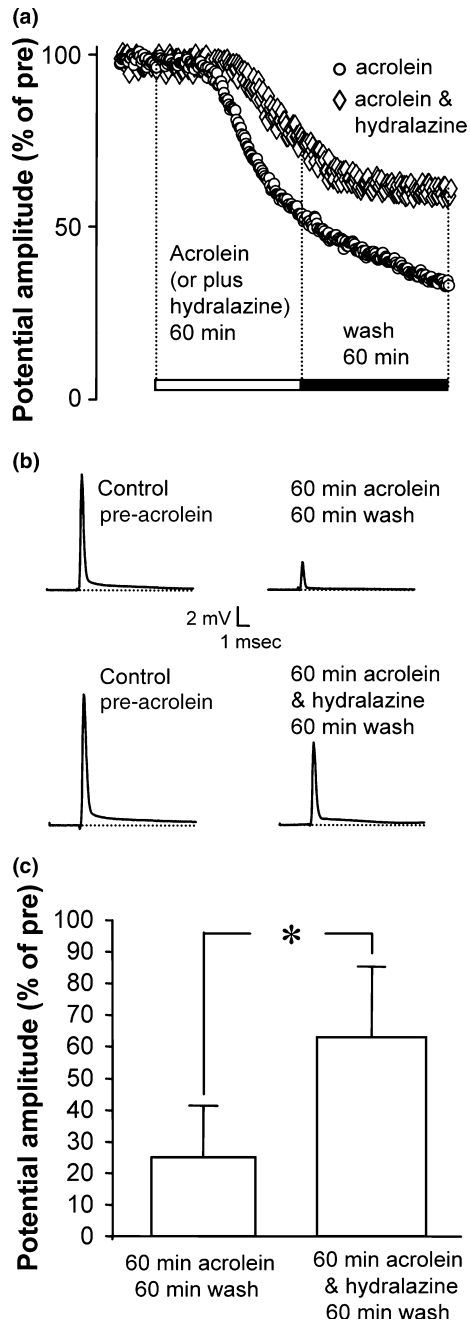 (a)
Potential amplitude (% of pre)
100
50
0
acrolein
acrolein &
hydralazine
Acrolein
(or plus
hydralazine)
60 min
wash
60 min
(b)
Control
pre-acrolein
60 min acrolein
60 min wash
2 mV
1 msec
Control
pre-acrolein
60 min acrolein
& hydralazine
60 min wash
(c)
Potential amplitude (% of pre)
100
90
80
70
60
50
40
30
20
10
0
*
60 min acrolein
60 min wash
60 min acrolein
& hydralazine
60 min wash